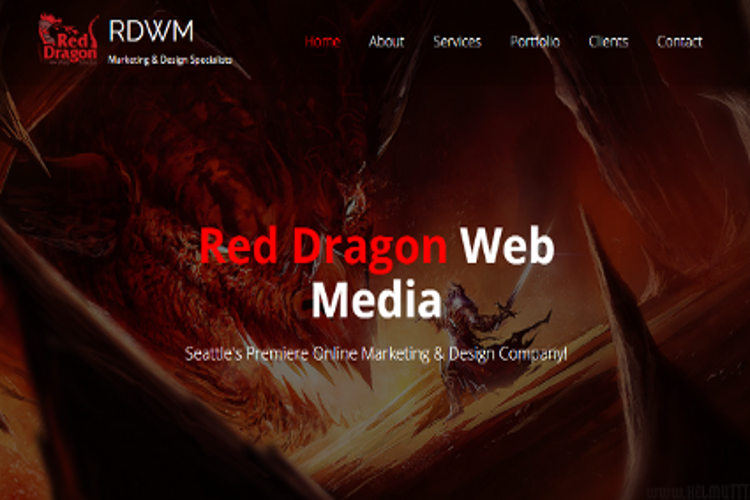 Red Dragon
RDWM
Marketing & Design Specialists
Home About Services Portfolio Clients Contact
Red Dragon Web
Media
Seattle's Premiere Online Marketing & Design Company!